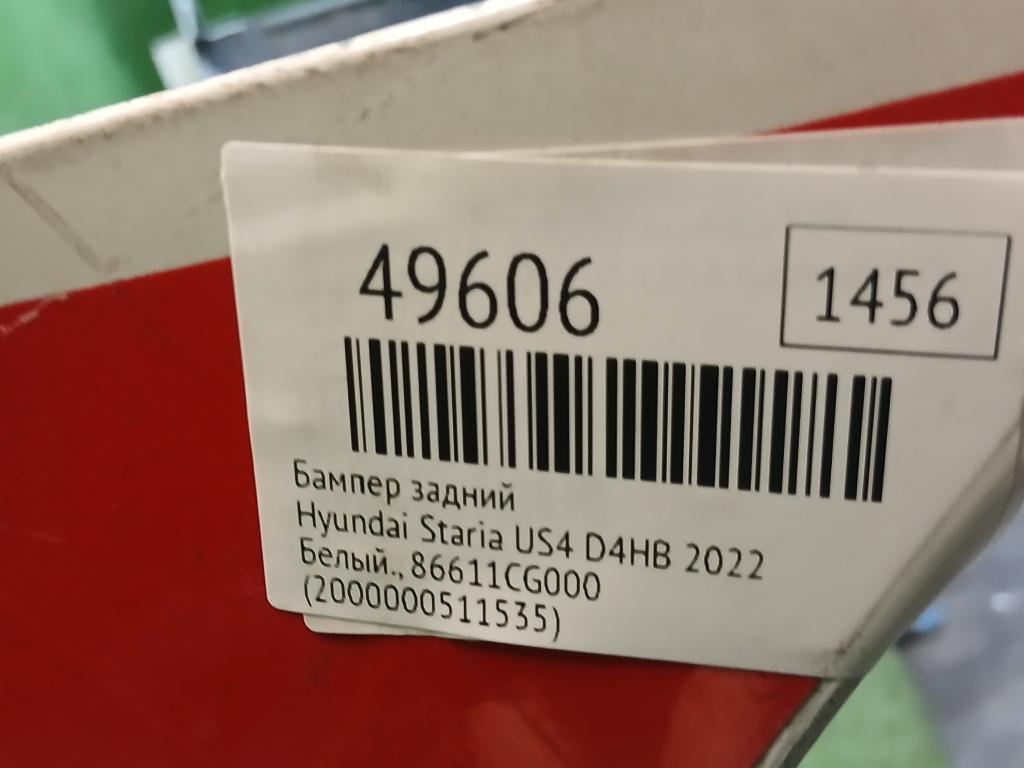 49606
1456
Бампер задний
Hyundai Staria US4 D4HB 2022
Белый., 86611CG000
(2000000511535)